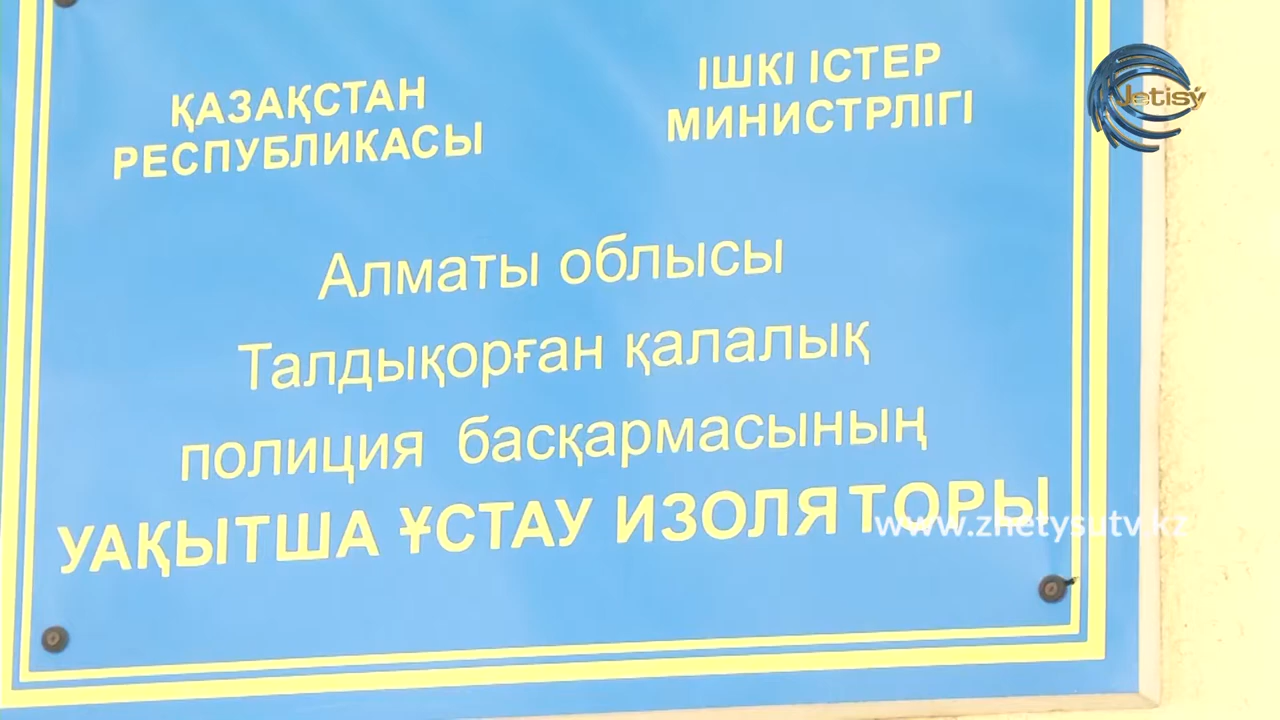 ҚАЗАҚСТАН
РЕСПУБЛИКАСЫ
ІШКІ ІСТЕР
МИНИСТРЛІГІ
Jetisý
Алматы облысы
Талдықорған қалалық
полиция басқармасының
УАҚЫТША ҰСТАУ ИЗОЛЯТОРЫ
www.zhetysutv.kz